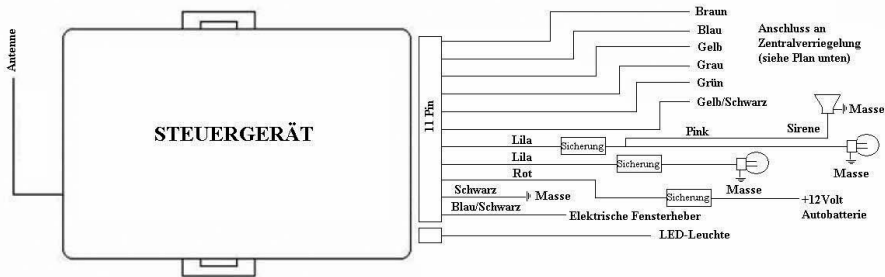 Antenne
STEUERGERÄT
11 Pin
Braun
Blau
Gelb
Grau
Grün
Gelb/Schwarz
Anschluss an
Zentralverriegelung
(siehe Plan unten)
Masse
Sirene
Pink
Lila
Sicherung
Masse
Lila
Sicherung
Masse
Rot
Sicherung
+12Volt
Autobatterie
Schwarz
Masse
Blau/Schwarz
Elektrische Fensterheber
LED-Leuchte